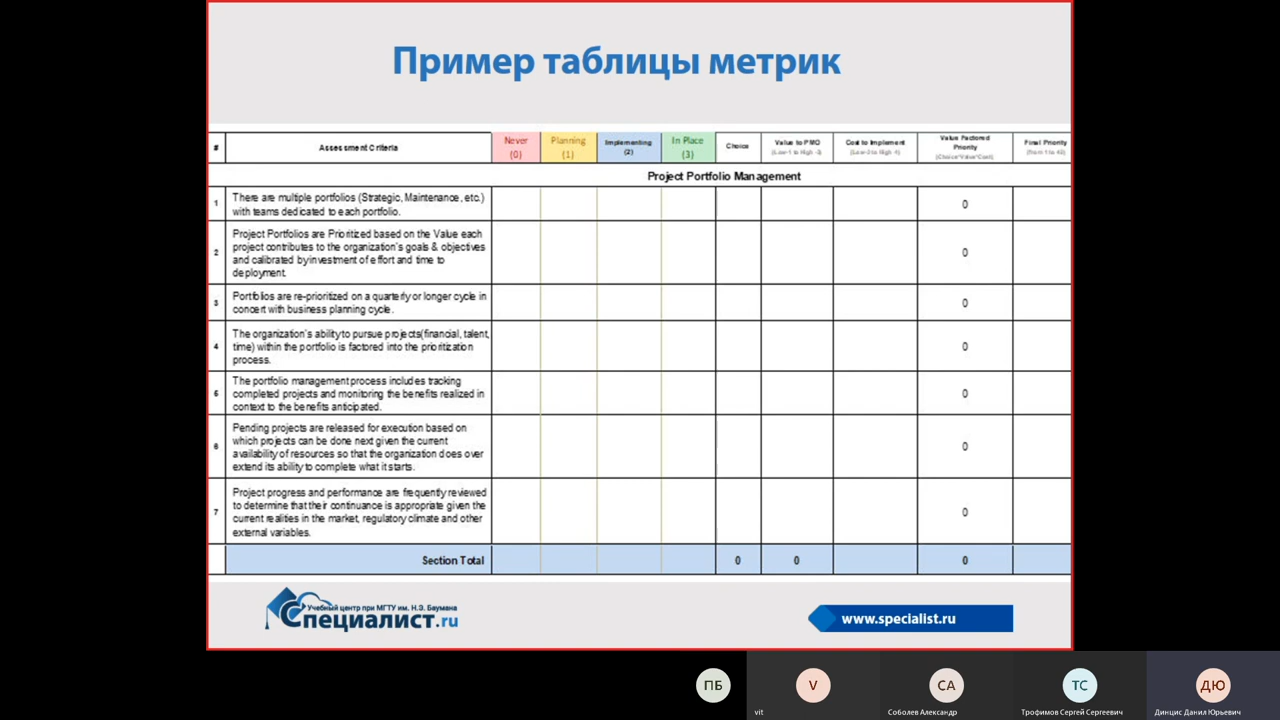 Пример таблицы метрик
#
Assessment Criteria
Never
(0)
Planning
(1)
Implementing
(2)
In Place
(3)
Choice
Value to PMO
(Low-1 to High -3)
Cost to Implement
Value Factored
Priority
(Choice*Value*Cost)
Final Priority
Project Portfolio Management
1
There are multiple portfolios (Strategic, Maintenance, etc.)
with teams dedicated to each portfolio.
0
2
Project Portfolios are Prioritized based on the Value each
project contributes to the organization's goals & objectives
and calibrated by investment of effort and time to
deployment.
0
3
Portfolios are re-prioritized on a quarterly or longer cycle in
concert with business planning cycle.
0
4
The organization's ability to pursue projects(financial, talent,
time) within the portfolio is factored into the prioritization
process.
0
5
The portfolio management process includes tracking
completed projects and monitoring the benefits realized in
context to the benefits anticipated.
0
6
Pending projects are released for execution based on
which projects can be done next given the current
availability of resources so that the organization does over
extend its ability to complete what it starts.
0
7
Project progress and performance are frequently reviewed
to determine that their continuance is appropriate given the
current realities in the market, regulatory climate and other
external variables.
0
Section Total
0
0
0
Учебный центр при МГТУ им. Н.Э. Баумана
Специалист.ru
www.specialist.ru
ПБ
V
СА
ТС
ДЮ
vit
Соболев Александр
Трофимов Сергей Сергеевич
Динцис Данил Юрьевич